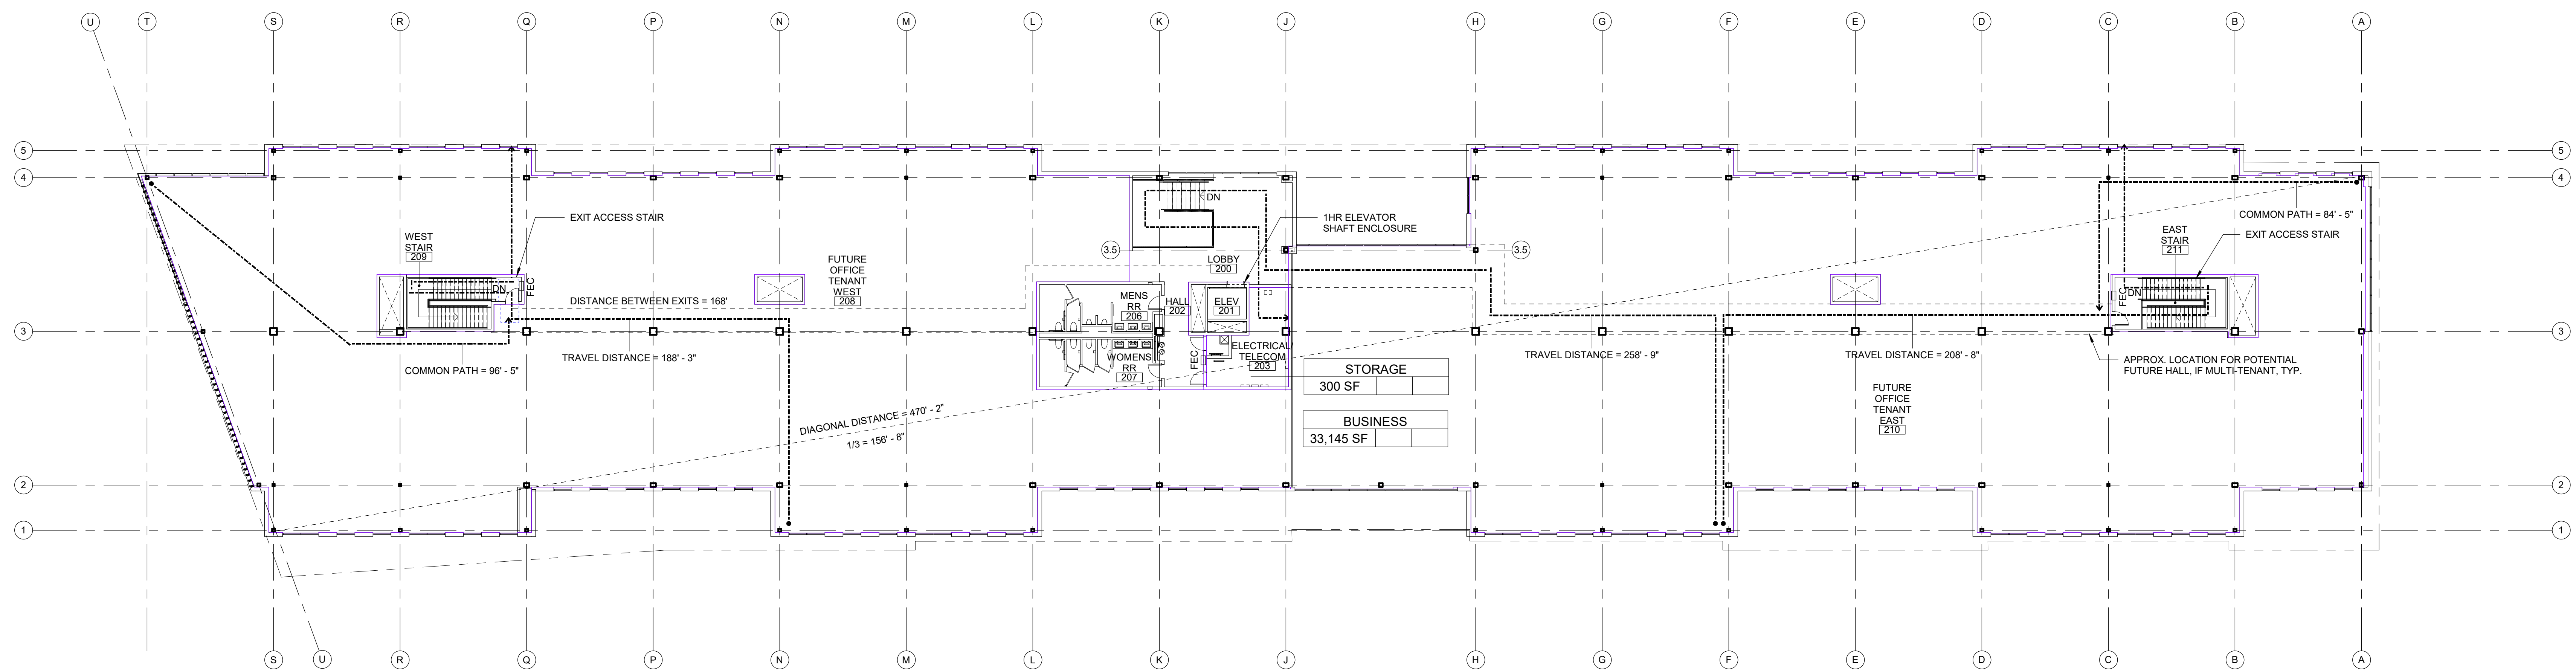 U
T
S
R
Q
P
N
M
L
K
J
H
G
F
E
D
C
B
A
5
5
4
4
COMMON PATH = 84' - 5"
EXIT ACCESS STAIR
DN
1HR ELEVATOR
SHAFT ENCLOSURE
EAST
STAIR
211
EXIT ACCESS STAIR
WEST
STAIR
209
3.5
3.5
LOBBY
200
FUTURE
OFFICE
TENANT
WEST
208
DN
FEC
DISTANCE BETWEEN EXITS = 168'
MENS
RR
206
HALL
202
ELEV
201
FEC
DN
3
3
TRAVEL DISTANCE = 188' - 3"
COMMON PATH = 96' - 5"
WOMENS
RR
207
FEC
ELECTRICAL/
TELECOM
203
TRAVEL DISTANCE = 258' - 9"
TRAVEL DISTANCE = 208' - 8"
APPROX. LOCATION FOR POTENTIAL
FUTURE HALL, IF MULTI-TENANT, TYP.
STORAGE
300 SF
BUSINESS
33,145 SF
FUTURE
OFFICE
TENANT
EAST
210
DIAGONAL DISTANCE = 470' - 2"
1/3 = 156' - 8"
2
2
1
1
S
U
R
Q
P
N
M
L
K
J
H
G
F
E
D
C
B
A